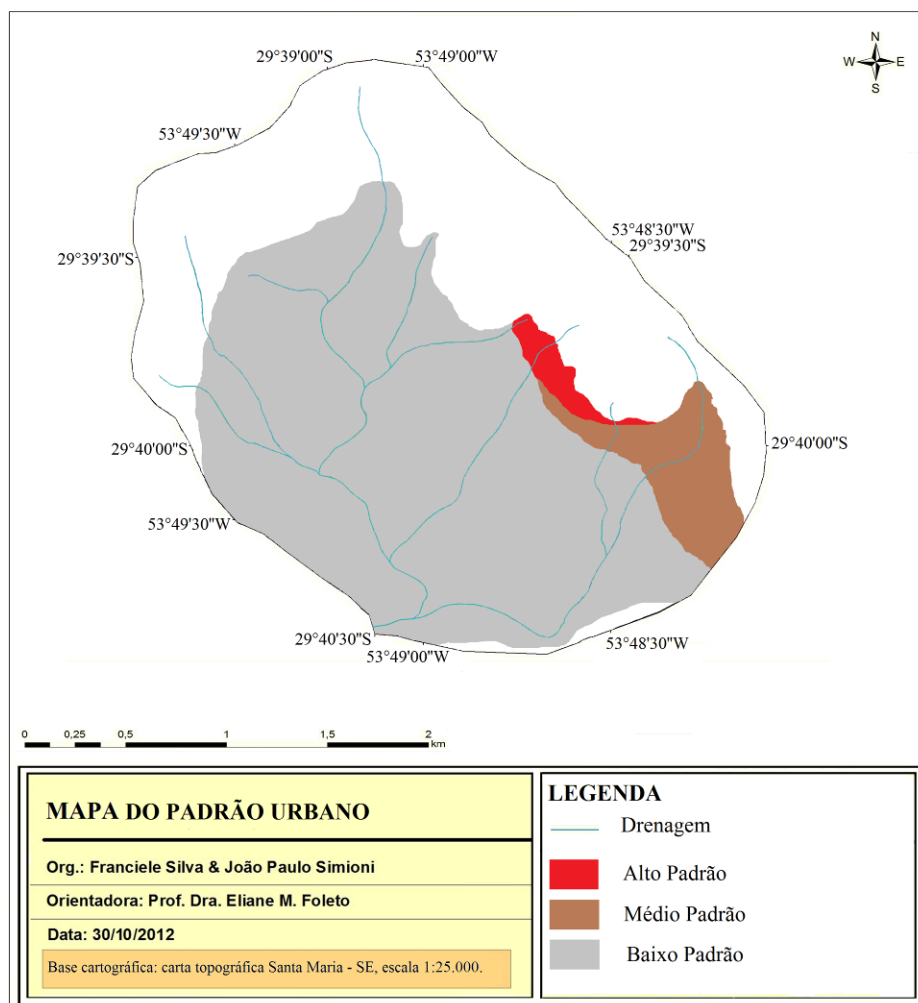 N
29°39'00"S
53°49'00"W
W
E
S
53°49'30"W
53°48'30"W
29°39'30"S
29°39'30"S
29°40'00"S
29°40'00"S
53°49'30"W
29°40'30"S
53°48'30"W
53°49'00"W
0 0,25 0,5 1 1,5 2
km
MAPA DO PADRÃO URBANO
Org.: Franciele Silva & João Paulo Simioni
Orientadora: Prof. Dra. Eliane M. Foleto
Data: 30/10/2012
Base cartográfica: carta topográfica Santa Maria - SE, escala 1:25.000.
LEGENDA
Drenagem
Alto Padrão
Médio Padrão
Baixo Padrão